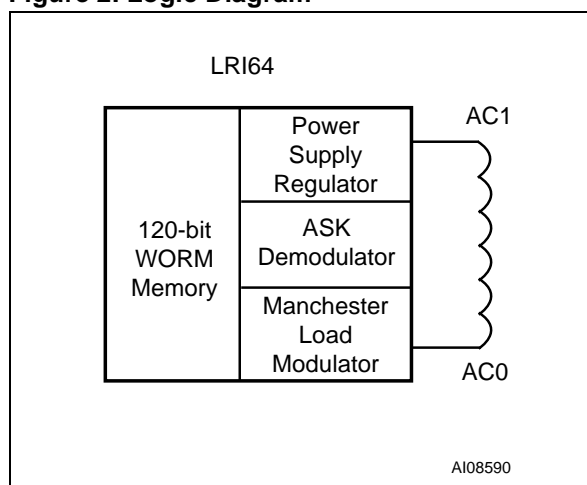 Figure 2. Logic Diagram
LRI64
Power
Supply
Regulator
AC1
120-bit
WORM
Memory
ASK
Demodulator
Manchester
Load
Modulator
AC0
AI08590